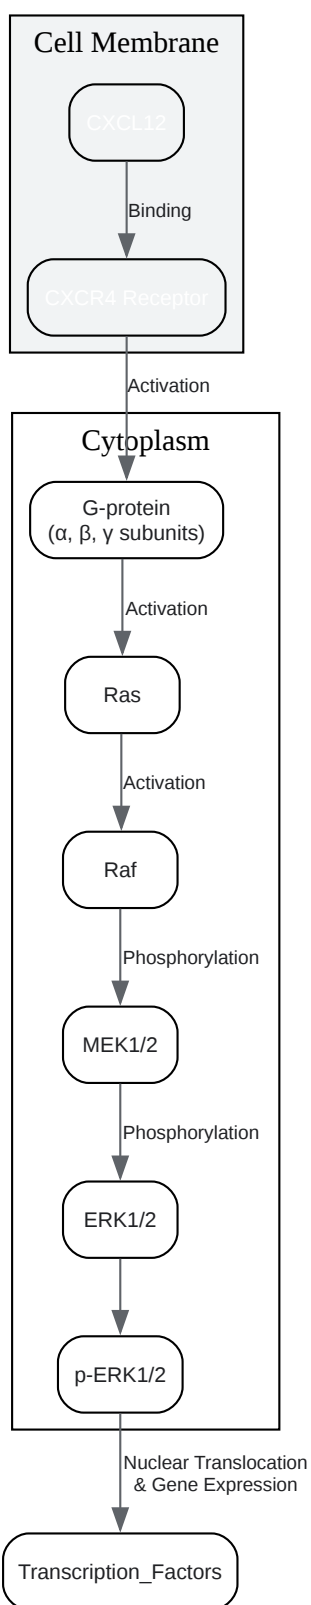 Cell Membrane
CXCL12
Binding
CXCR4 Receptor
Activation
Cytoplasm
G-protein
(α, β, γ subunits)
Activation
Ras
Activation
Raf
Phosphorylation
MEK1/2
Phosphorylation
ERK1/2
p-ERK1/2
Nuclear Translocation
& Gene Expression
Transcription_Factors